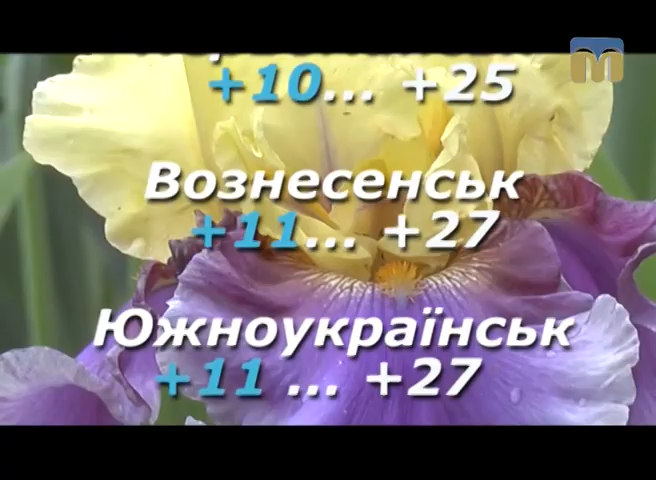 +10... +25
Вознесенськ
+11... +27
Южноукраїнськ
+11 ... +27